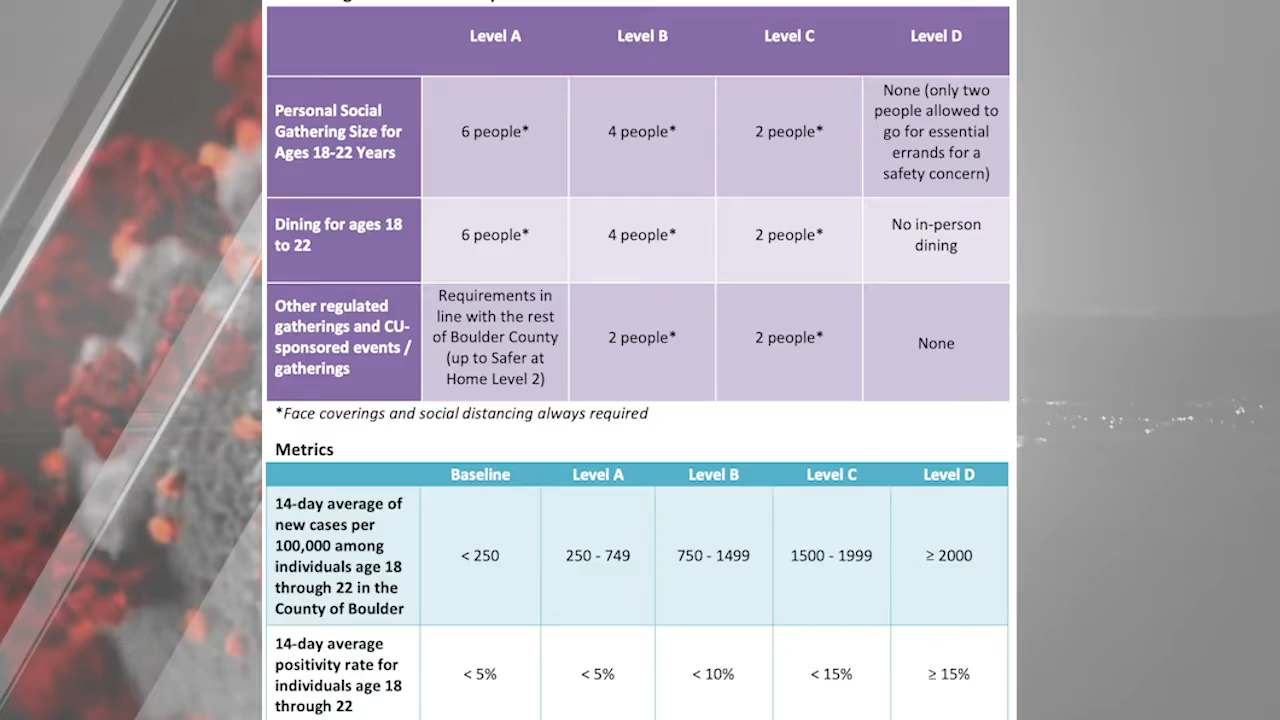 Level A Level B Level C Level D
Personal Social
Gathering Size for
Ages 18-22 Years
6 people*
4 people*
2 people*
None (only two
people allowed to
go for essential
errands for a
safety concern)
Dining for ages 18
to 22
6 people*
4 people*
2 people*
No in-person
dining
Other regulated
gatherings and CU-
sponsored events /
gatherings
Requirements in
line with the rest
of Boulder County
(up to Safer at
Home Level 2)
2 people*
2 people*
None
*Face coverings and social distancing always required
Metrics
Baseline Level A Level B Level C Level D
14-day average of
new cases per
100,000 among
individuals age 18
through 22 in the
County of Boulder
< 250
250 - 749
750 - 1499
1500 - 1999
≥ 2000
14-day average
positivity rate for
individuals age 18
through 22
< 5%
< 5%
< 10%
< 15%
≥ 15%